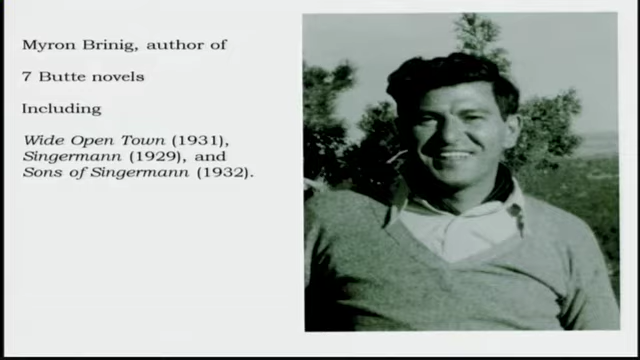 Myron Brinig, author of
7 Butte novels
Including
Wide Open Town (1931),
Singermann (1929), and
Sons of Singermann (1932).